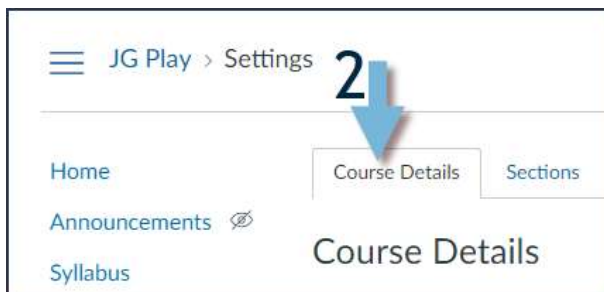 JG Play > Settings
2
Home
Course Details
Sections
Announcements
Course Details
Syllabus